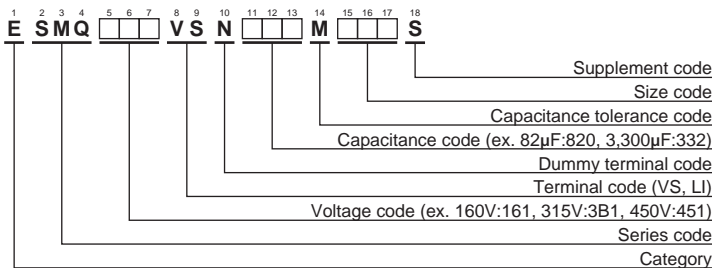 1 2 3 4 5 6 7 8 9 10 11 12 13 14 15 16 17 18
E SMQ □□□ VS N □□□ M □□□ S
Supplement code
Size code
Capacitance tolerance code
Capacitance code (ex. 82µF:820, 3,300µF:332)
Dummy terminal code
Terminal code (VS, LI)
Voltage code (ex. 160V:161, 315V:3B1, 450V:451)
Series code
Category